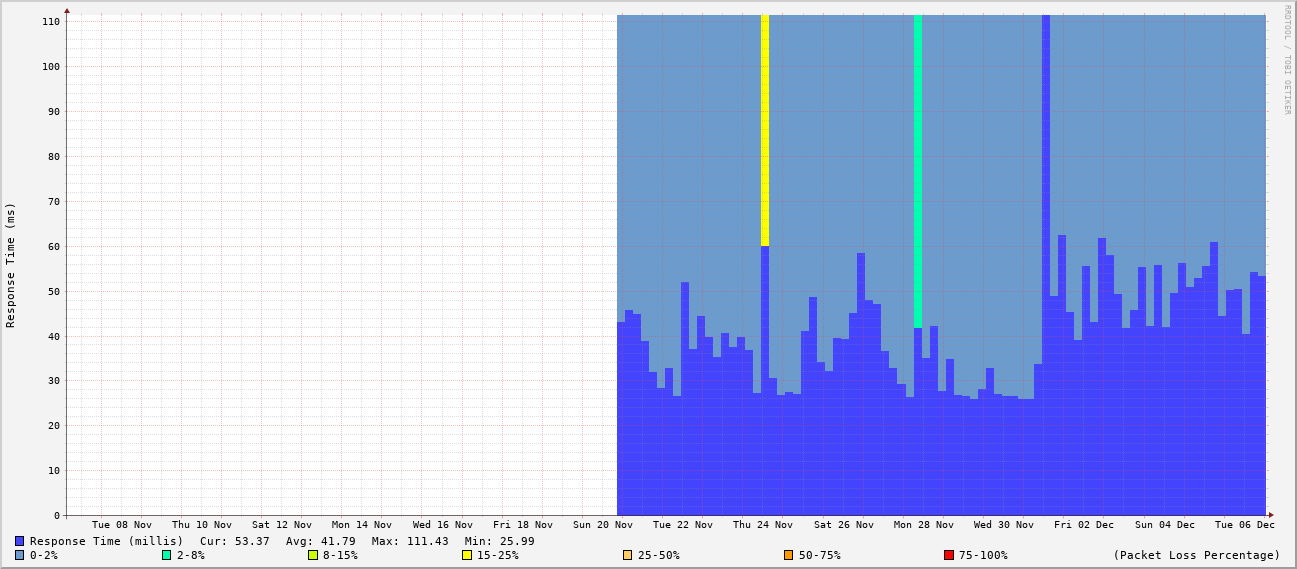 RRDTOOL / TOBI OETIKER
Response Time (ms)
110
100
90
80
70
60
50
40
30
20
10
0
Tue 08 Nov Thu 10 Nov Sat 12 Nov Mon 14 Nov Wed 16 Nov Fri 18 Nov Sun 20 Nov Tue 22 Nov Thu 24 Nov Sat 26 Nov Mon 28 Nov Wed 30 Nov Fri 02 Dec Sun 04 Dec Tue 06 Dec
Response Time (millis) Cur: 53.37 Avg: 41.79 Max: 111.43 Min: 25.99
0-2% 2-8% 8-15% 15-25% 25-50% 50-75% 75-100% (Packet Loss Percentage)